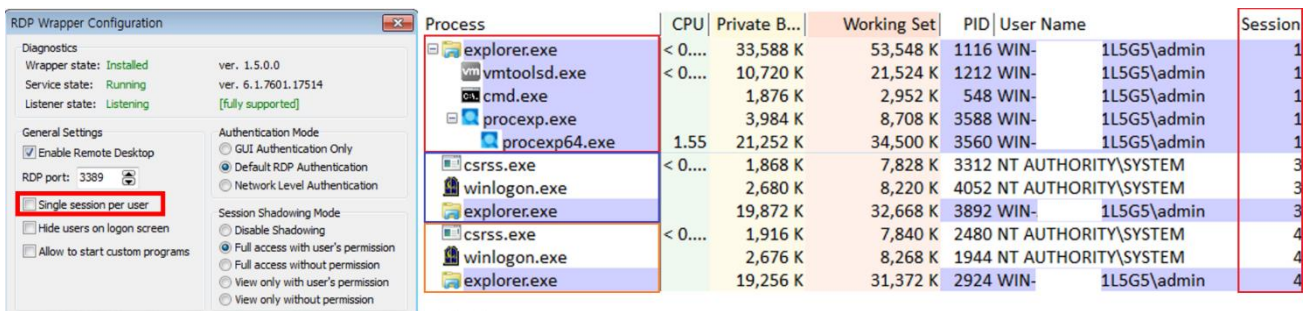 RDP Wrapper Configuration
Diagnostics
Wrapper state: Installed ver. 1.5.0.0
Service state: Running ver. 6.1.7601.17514
Listener state: Listening [fully supported]
General Settings
Enable Remote Desktop
RDP port: 3389
Single session per user
Hide users on logon screen
Allow to start custom programs
Authentication Mode
GUI Authentication Only
Default RDP Authentication
Network Level Authentication
Session Shadowing Mode
Disable Shadowing
Full access with user's permission
Full access without permission
View only with user's permission
View only without permission
Process CPU Private B... Working Set PID User Name Session
explorer.exe < 0.... 33,588 K 53,548 K 1116 WIN- 1L5G5\admin 1
vmtoolsd.exe < 0.... 10,720 K 21,524 K 1212 WIN- 1L5G5\admin 1
cmd.exe 1,876 K 2,952 K 548 WIN- 1L5G5\admin 1
procexp.exe 3,984 K 8,708 K 3588 WIN- 1L5G5\admin 1
procexp64.exe 1.55 21,252 K 34,500 K 3560 WIN- 1L5G5\admin 1
csrss.exe < 0.... 1,868 K 7,828 K 3312 NT AUTHORITY\SYSTEM 3
winlogon.exe 2,680 K 8,220 K 4052 NT AUTHORITY\SYSTEM 3
explorer.exe 19,872 K 32,668 K 3892 WIN- 1L5G5\admin 3
csrss.exe < 0.... 1,916 K 7,840 K 2480 NT AUTHORITY\SYSTEM 4
winlogon.exe 2,676 K 8,268 K 1944 NT AUTHORITY\SYSTEM 4
explorer.exe 19,256 K 31,372 K 2924 WIN- 1L5G5\admin 4